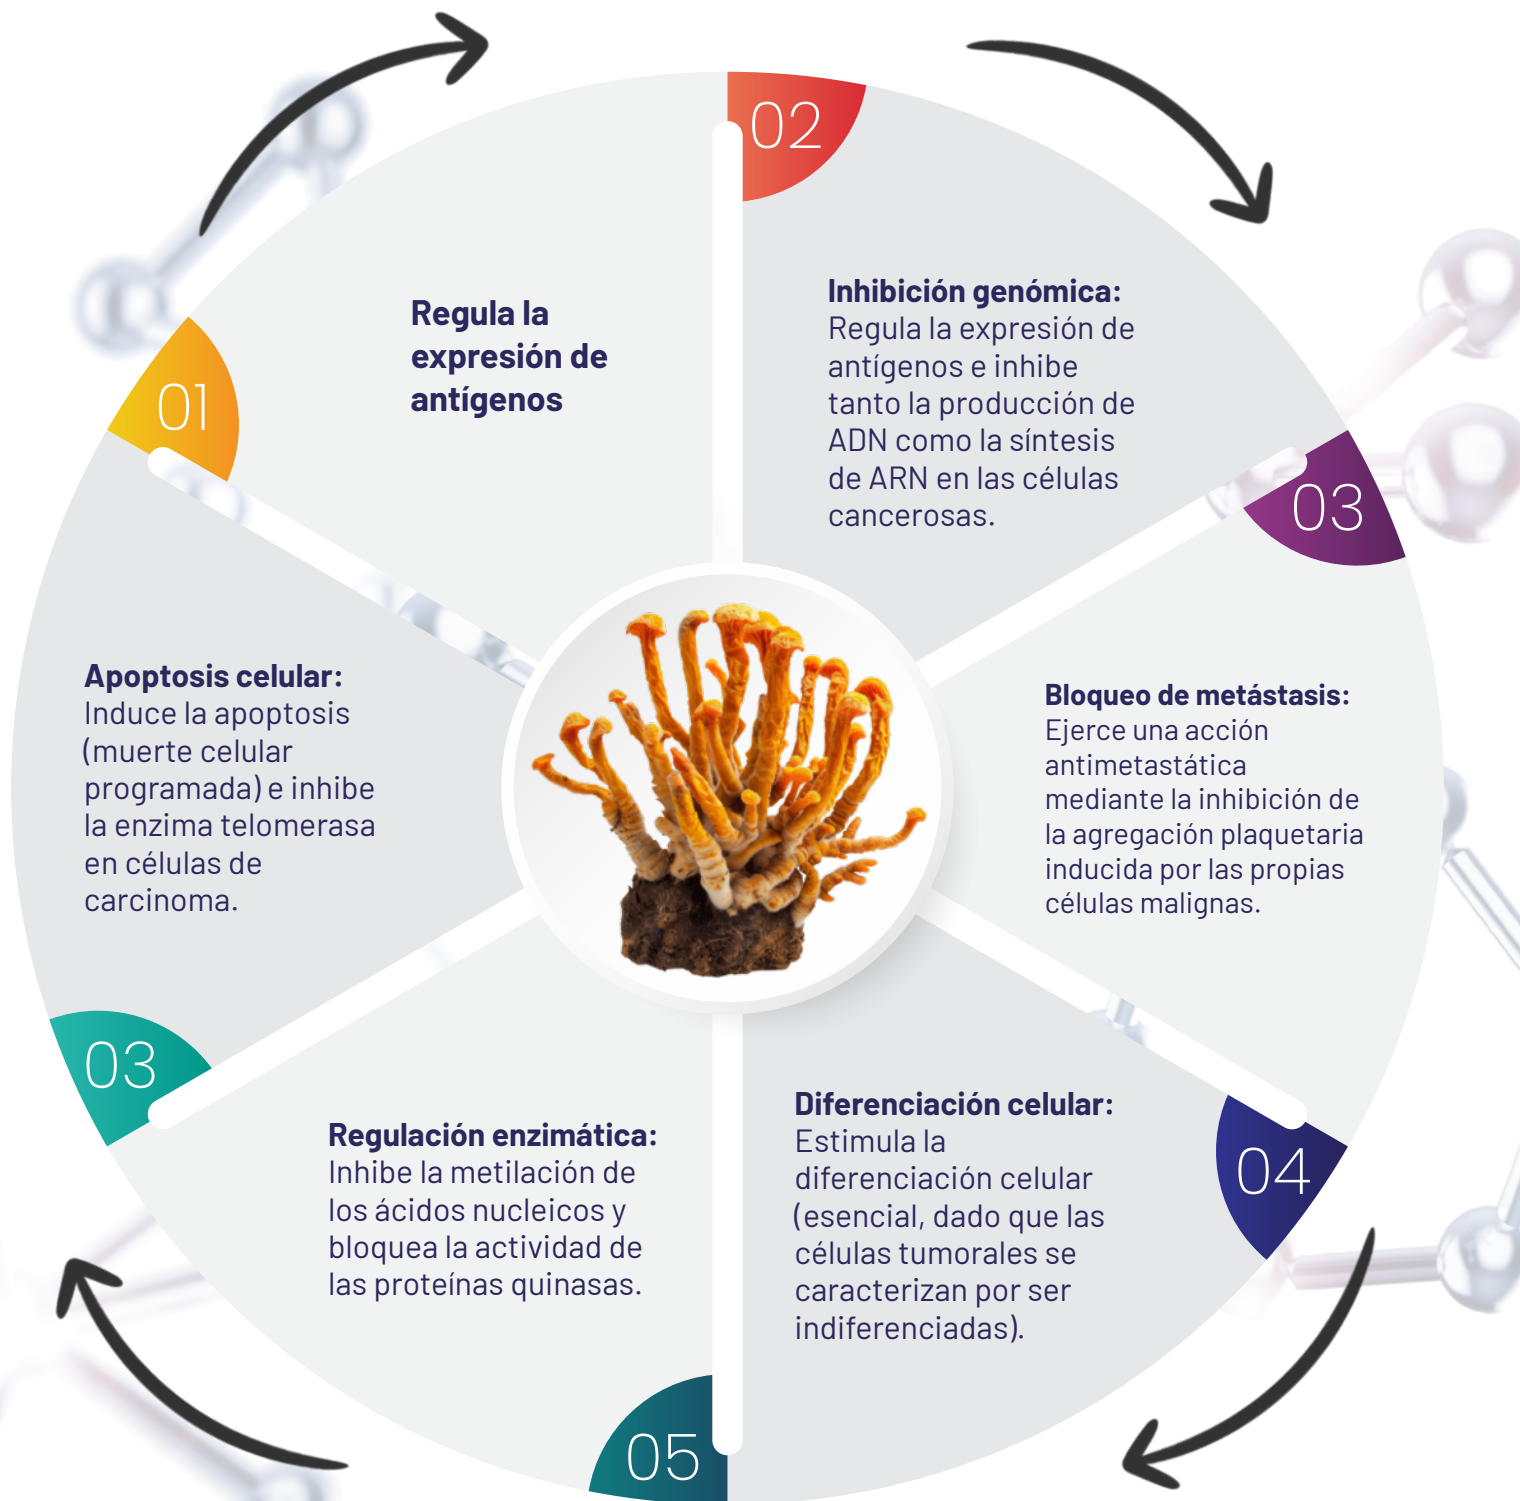 01
Regula la
expresión de
antígenos
02
Inhibición genómica:
Regula la expresión de
antígenos e inhibe
tanto la producción de
ADN como la síntesis
de ARN en las células
cancerosas.
03
Bloqueo de metástasis:
Ejerce una acción
antimetastática
mediante la inhibición de
la agregación plaquetaria
inducida por las propias
células malignas.
04
Diferenciación celular:
Estimula la
diferenciación celular
(esencial, dado que las
células tumorales se
caracterizan por ser
indiferenciadas).
05
Regulación enzimática:
Inhibe la metilación de
los ácidos nucleicos y
bloquea la actividad de
las proteínas quinasas.
03
Apoptosis celular:
Induce la apoptosis
(muerte celular
programada) e inhibe
la enzima telomerasa
en células de
carcinoma.